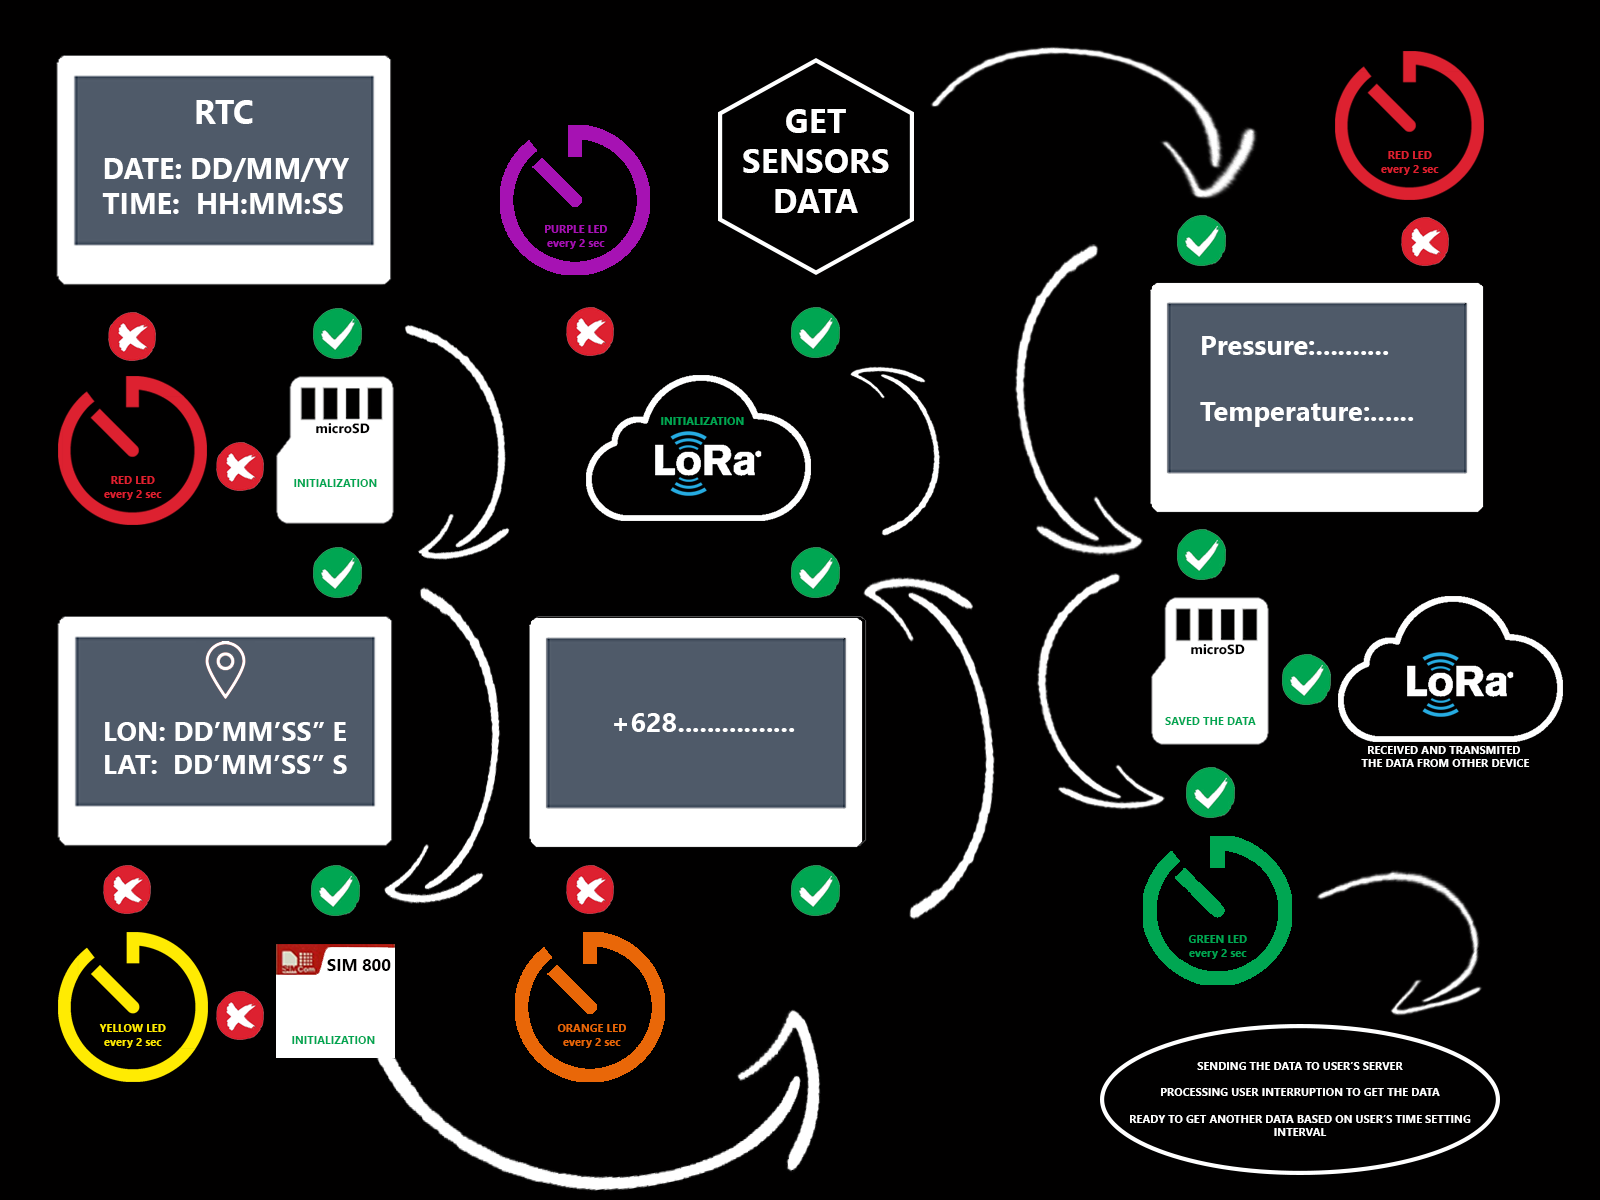 RTC
DATE: DD/MM/YY
TIME: HH:MM:SS
RED LED
every 2 sec
microSD
INITIALIZATION
LON: DD’MM’SS” E
LAT: DD’MM’SS” S
YELLOW LED
every 2 sec
SIMCom
SIM 800
INITIALIZATION
PURPLE LED
every 2 sec
GET
SENSORS
DATA
INITIALIZATION
LoRa
+628................
ORANGE LED
every 2 sec
RED LED
every 2 sec
Pressure:..........
Temperature:......
microSD
SAVED THE DATA
LoRa
RECEIVED AND TRANSMITED
THE DATA FROM OTHER DEVICE
GREEN LED
every 2 sec
SENDING THE DATA TO USER’S SERVER
PROCESSING USER INTERRUPTION TO GET THE DATA
READY TO GET ANOTHER DATA BASED ON USER’S TIME SETTING
INTERVAL